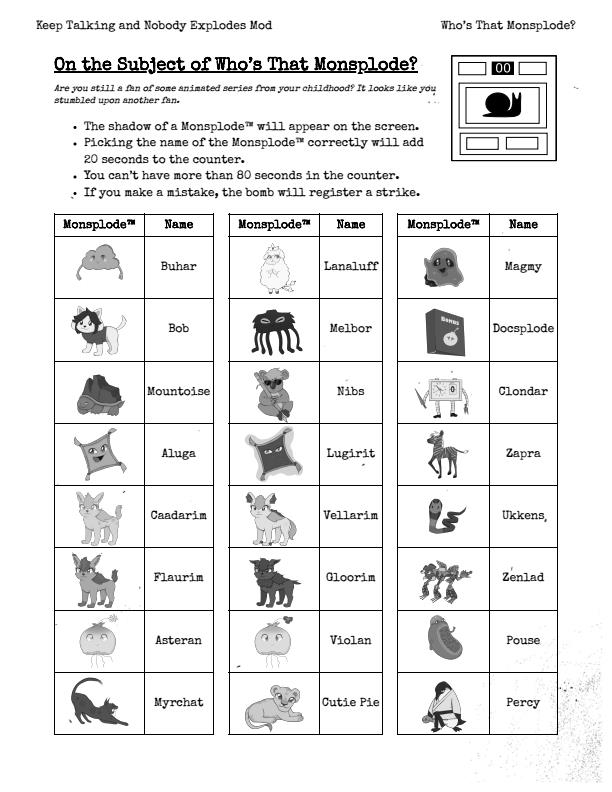 Keep Talking and Nobody Explodes Mod
Who's That Monsplode?
On the Subject of Who's That Monsplode?
Are you still a fan of some animated series from your childhood? It looks like you
stumbled upon another fan.
00
• The shadow of a Monsplode™ will appear on the screen.
• Picking the name of the Monsplode™ correctly will add
20 seconds to the counter.
• You can't have more than 80 seconds in the counter.
• If you make a mistake, the bomb will register a strike.
Monsplode™ Name Monsplode™ Name Monsplode™ Name
Buhar Lanaluff Magmy
Bob Melbor Docsplode
Mountoise Nibs Clondar
Aluga Lugirit Zapra
Caadarim Vellarim Ukkens
Flaurim Gloorim Zenlad
Asteran Violan Pouse
Myrchat Cutie Pie Percy